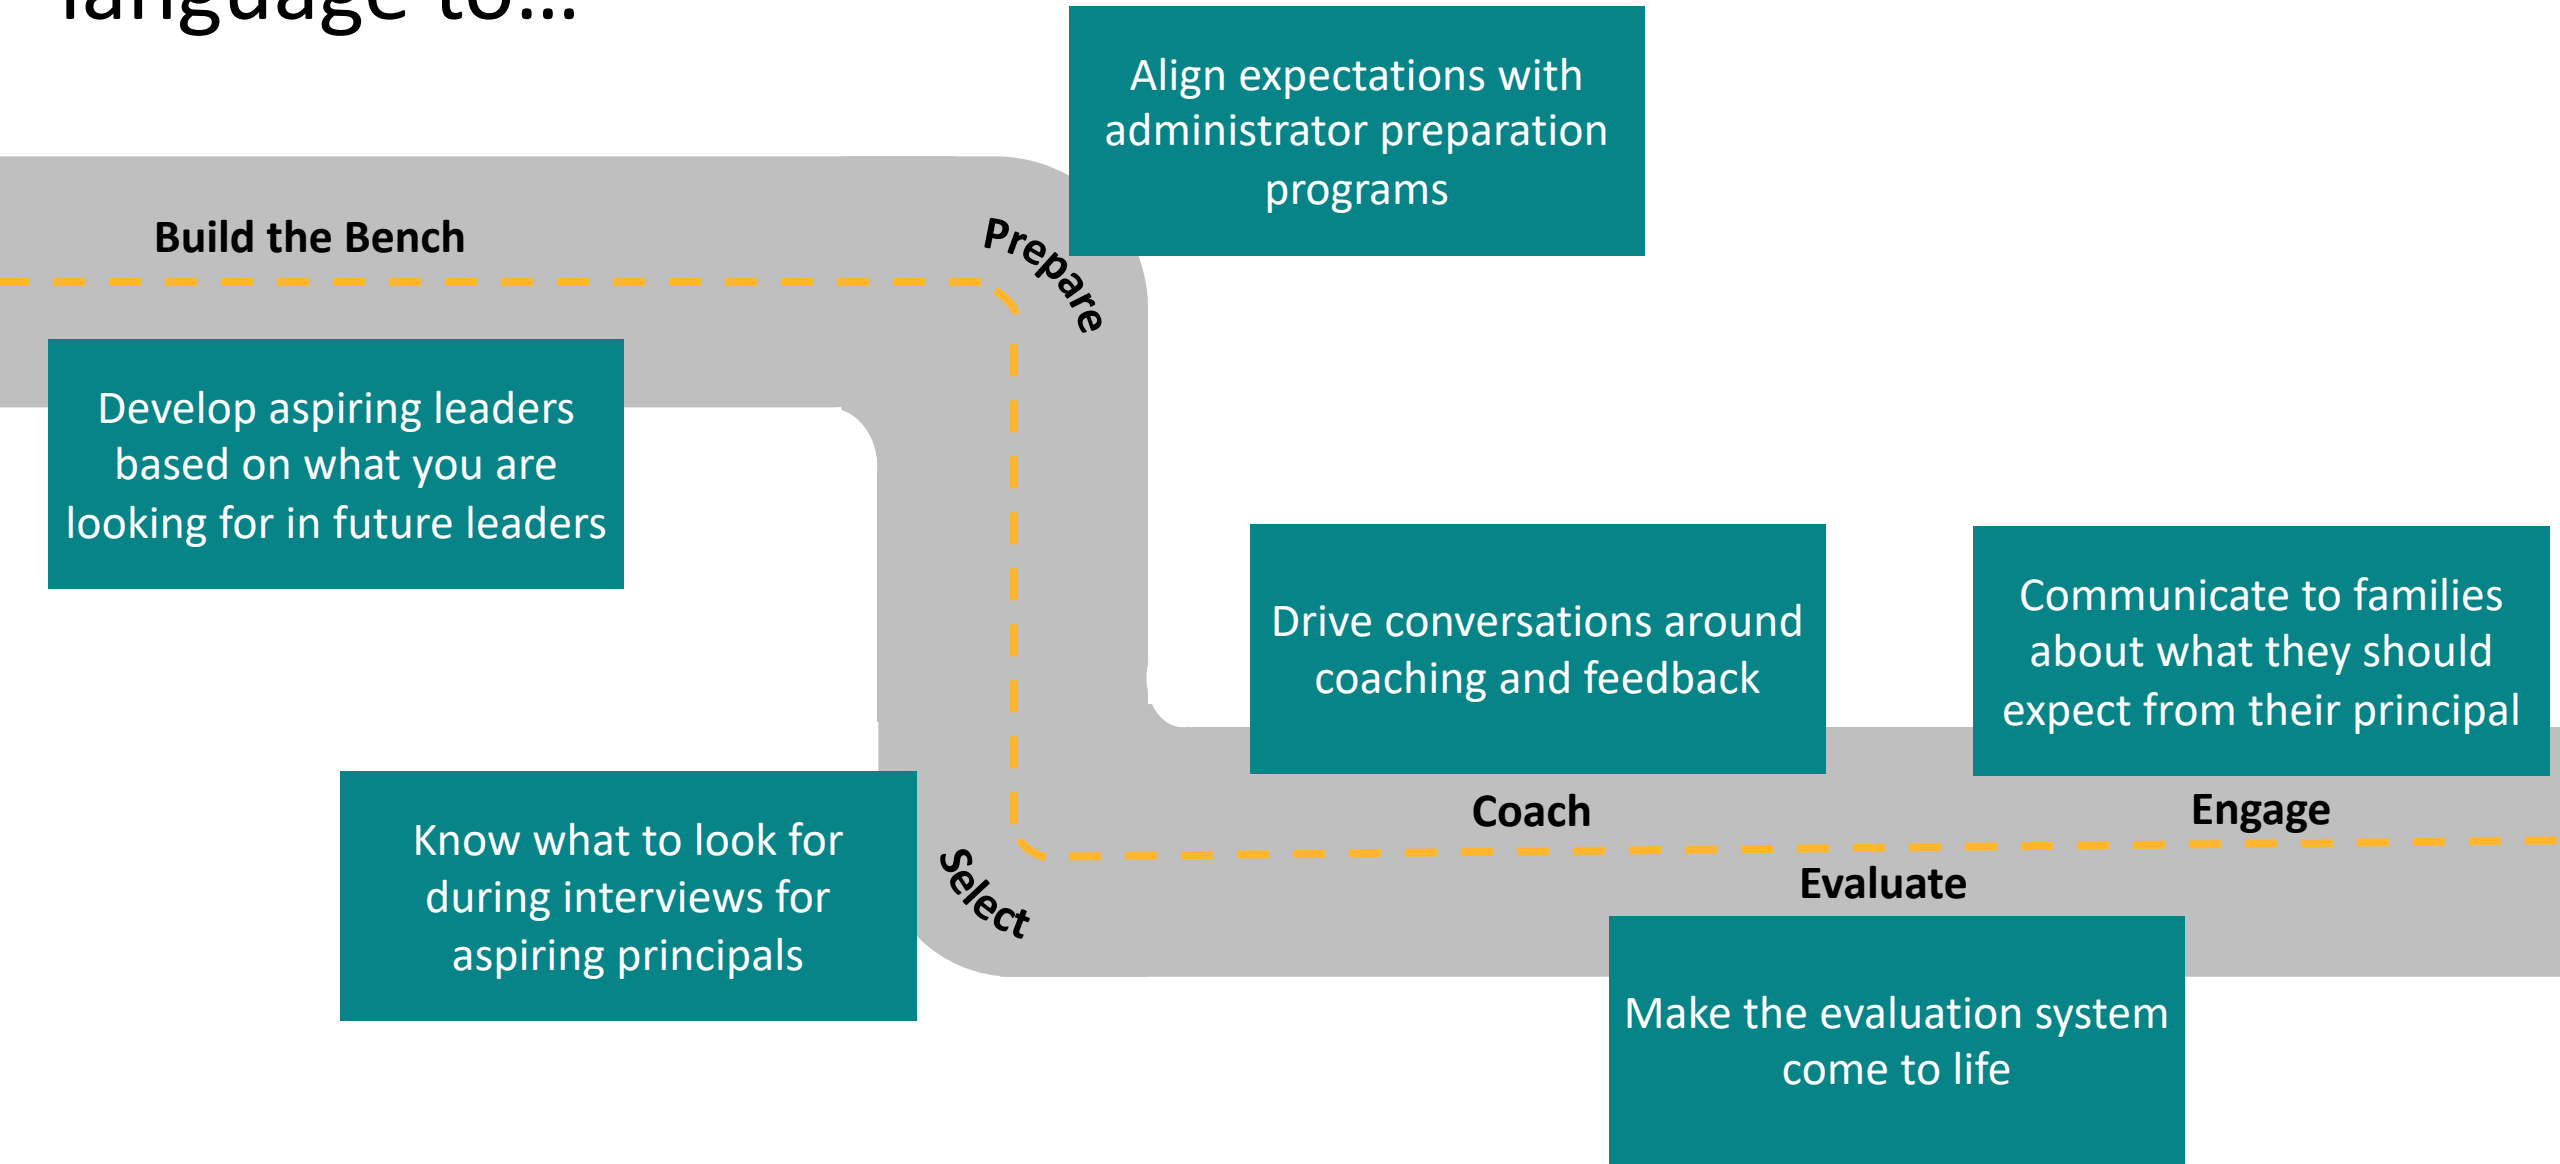 language to...
Align expectations with
administrator preparation
programs
Build the Bench
Prepare
Develop aspiring leaders
based on what you are
looking for in future leaders
Drive conversations around
coaching and feedback
Communicate to families
about what they should
expect from their principal
Know what to look for
during interviews for
aspiring principals
Select
Coach
Engage
Evaluate
Make the evaluation system
come to life